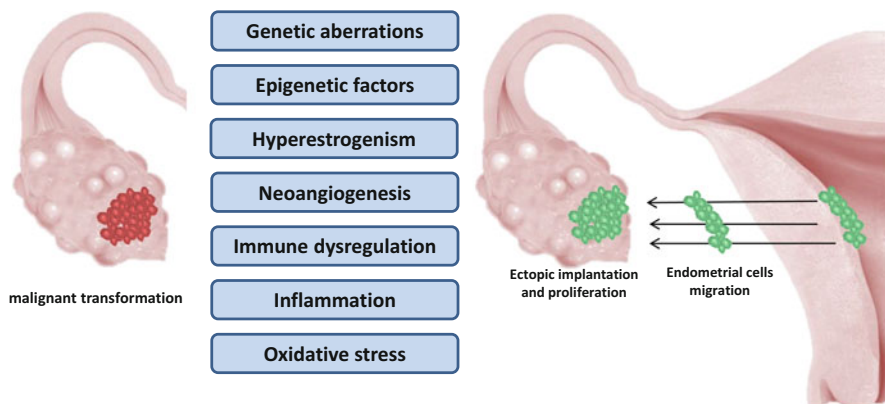 Genetic aberrations
Epigenetic factors
Hyperestrogenism
Neoangiogenesis
Immune dysregulation
Inflammation
Oxidative stress
malignant transformation
Ectopic implantation
and proliferation
Endometrial cells
migration